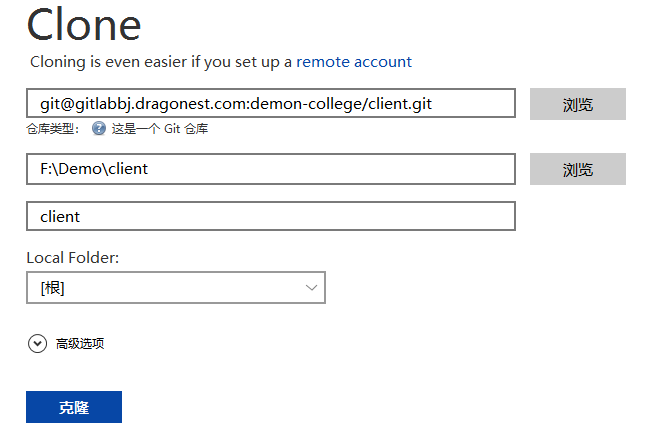 Clone
Cloning is even easier if you set up a remote account
git@gitlabbj.dragonest.com:demon-college/client.git
浏览
仓库类型: ? 这是一个 Git 仓库
F:\Demo\client
浏览
client
Local Folder:
[根]
高级选项
克隆